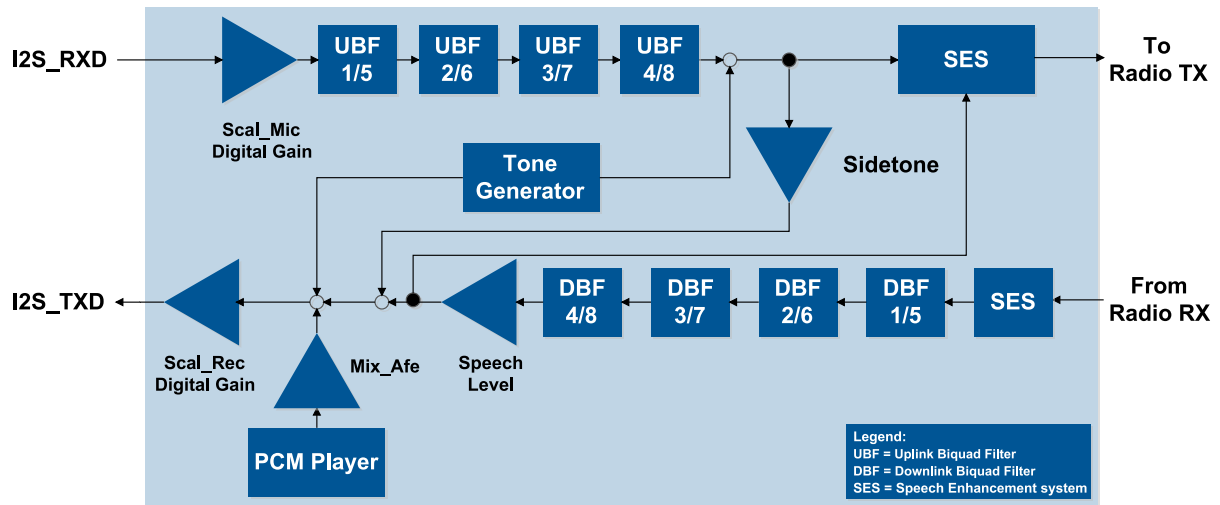 I2S_RXD
UBF
1/5
UBF
2/6
UBF
3/7
UBF
4/8
SES
To
Radio TX
Scal_Mic
Digital Gain
Tone
Generator
Sidetone
I2S_TXD
DBF
4/8
DBF
3/7
DBF
2/6
DBF
1/5
SES
From
Radio RX
Scal_Rec
Digital Gain
Mix_Afe
Speech
Level
PCM Player
Legend:
UBF = Uplink Biquad Filter
DBF = Downlink Biquad Filter
SES = Speech Enhancement system